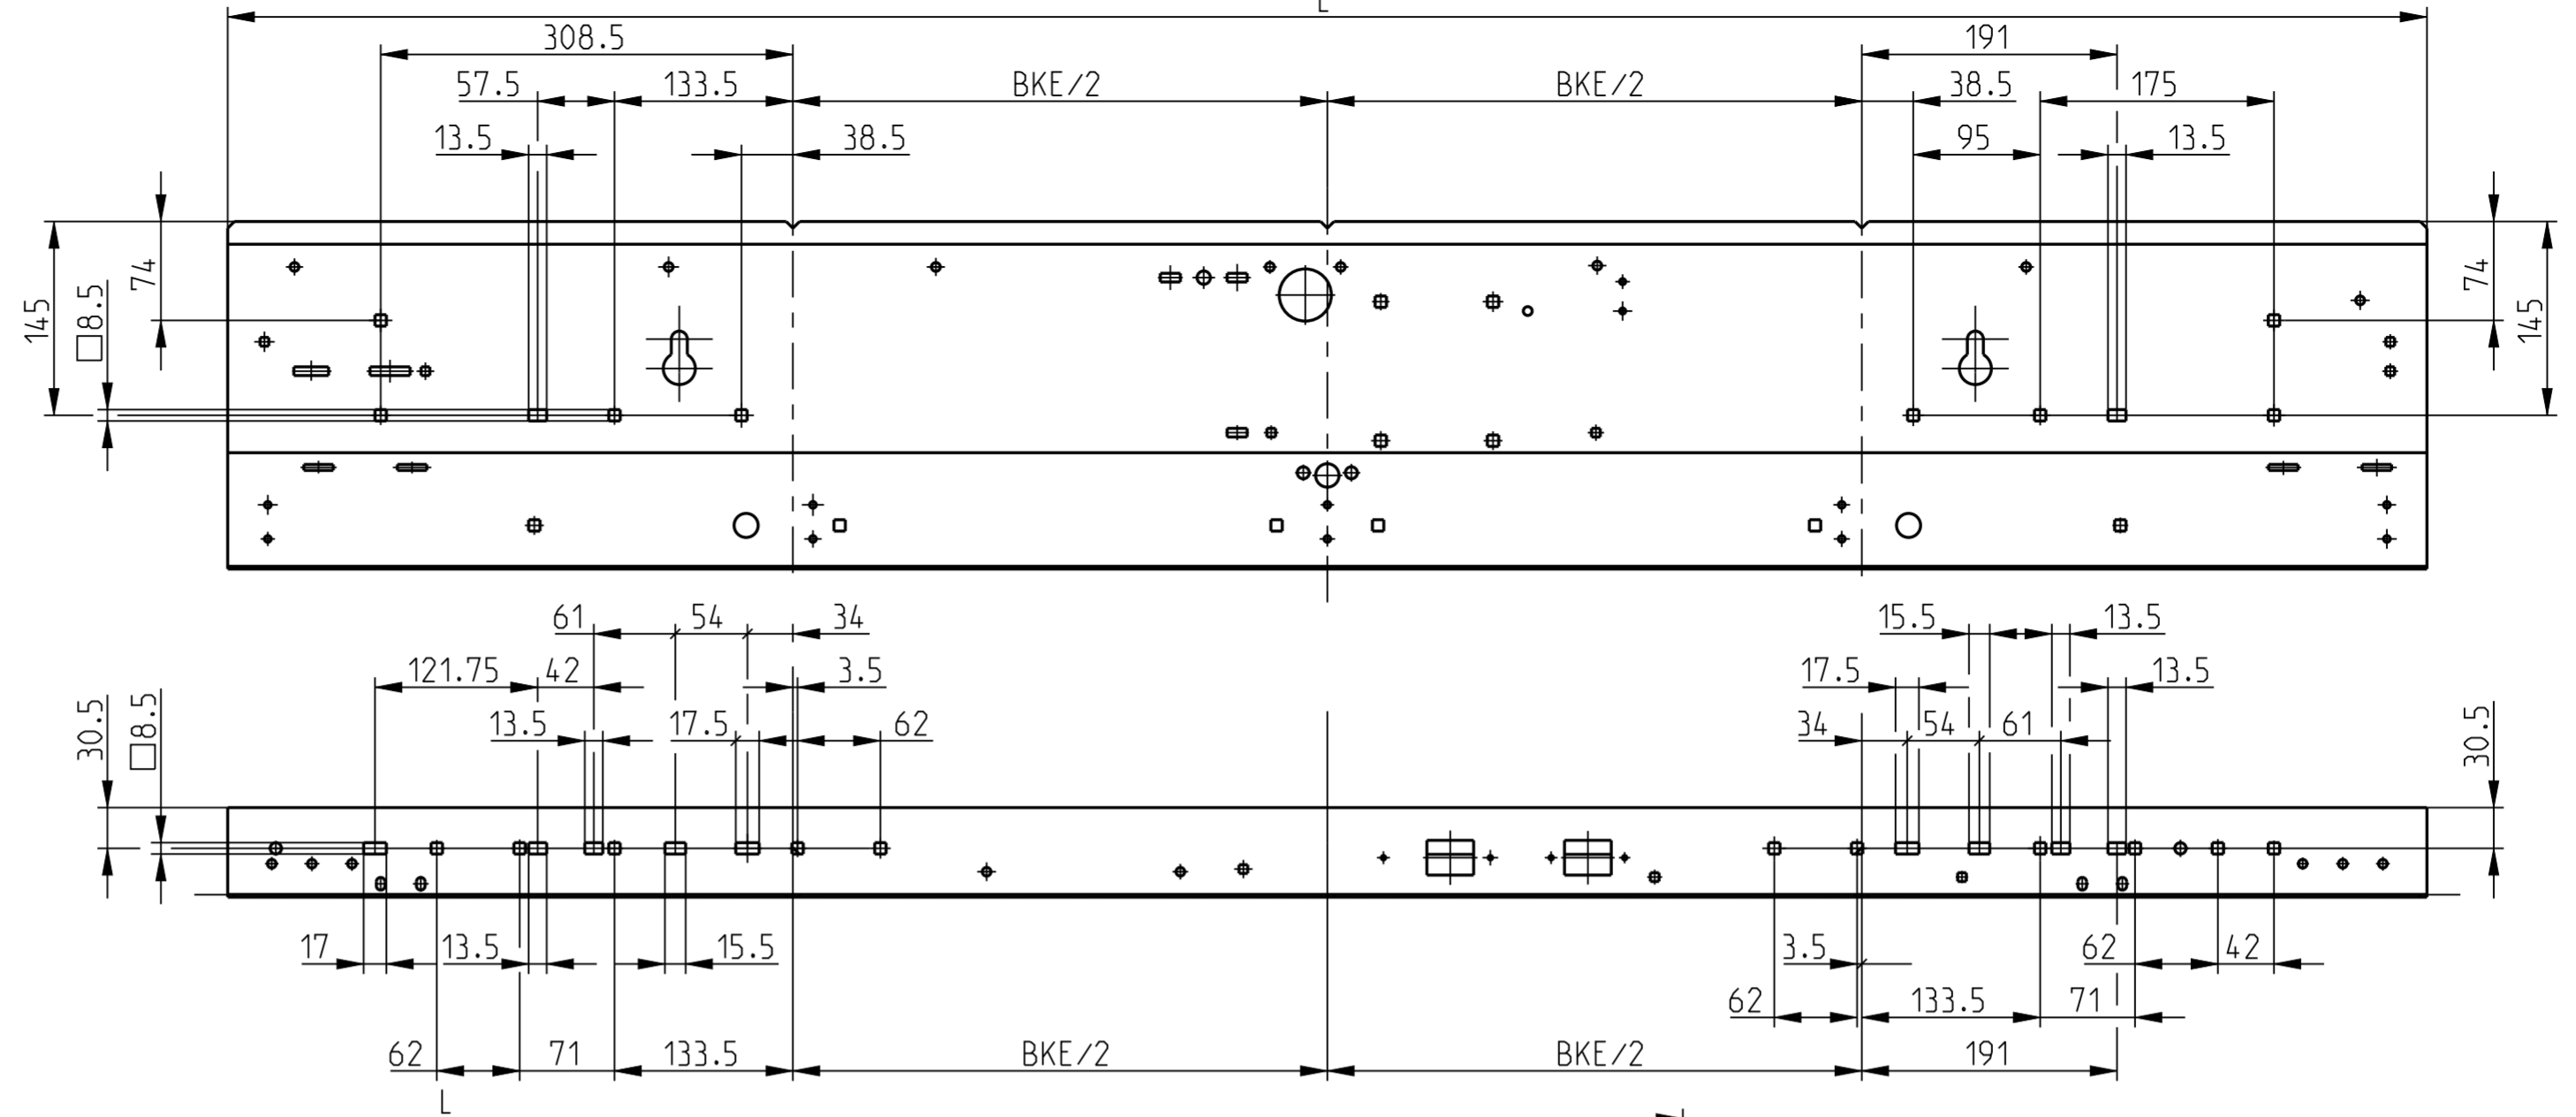 L
308.5
191
57.5 133.5 BKE/2 BKE/2 38.5 175
13.5 38.5 95 13.5
74 74
145 □8.5 145
61 54 34 15.5 13.5
121.75 42 3.5 17.5 13.5
30.5 □8.5 13.5 17.5 62 34 54 61 30.5
17 13.5 15.5 3.5 62 42
62 133.5 71
62 71 133.5 BKE/2 BKE/2 191
L